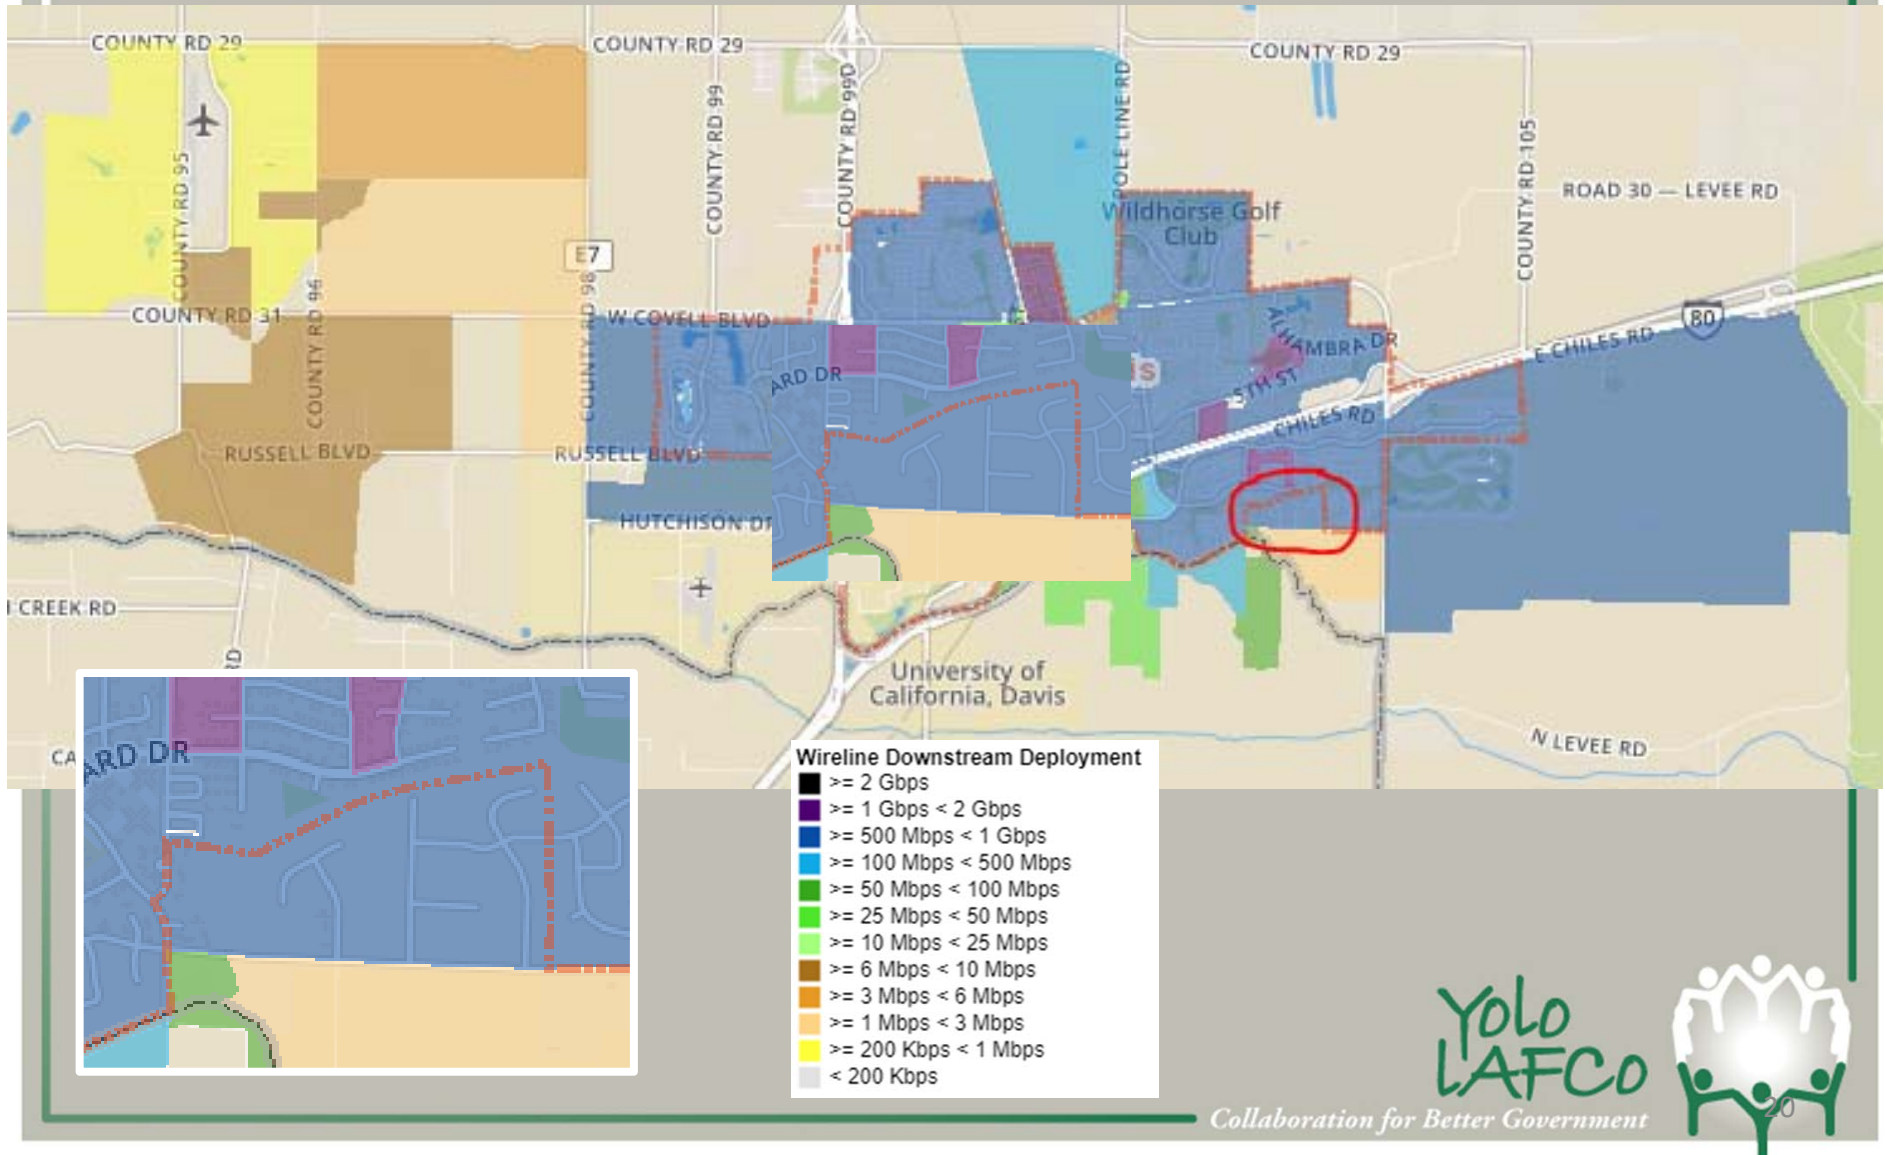 COUNTY RD 29
COUNTY RD 29
COUNTY RD 29
COUNTY RD 95
COUNTY RD 99
COUNTY RD 99D
POLE LINE RD
COUNTY RD 105
ROAD 30 — LEVEE RD
Wildhorse Golf
Club
E7
COUNTY RD 96
COUNTY RD 98
COUNTY RD 31
W COVELL BLVD
80
E CHILES RD
ALHAMBRA DR
ARD DR
IS
5TH ST
CHILES RD
RUSSELL BLVD
RUSSELL BLVD
HUTCHISON DR
CREEK RD
RD
University of
California, Davis
N LEVEE RD
CA
ARD DR
Wireline Downstream Deployment
>= 2 Gbps
>= 1 Gbps < 2 Gbps
>= 500 Mbps < 1 Gbps
>= 100 Mbps < 500 Mbps
>= 50 Mbps < 100 Mbps
>= 25 Mbps < 50 Mbps
>= 10 Mbps < 25 Mbps
>= 6 Mbps < 10 Mbps
>= 3 Mbps < 6 Mbps
>= 1 Mbps < 3 Mbps
>= 200 Kbps < 1 Mbps
< 200 Kbps
YOLO
LAFCO
Collaboration for Better Government
20